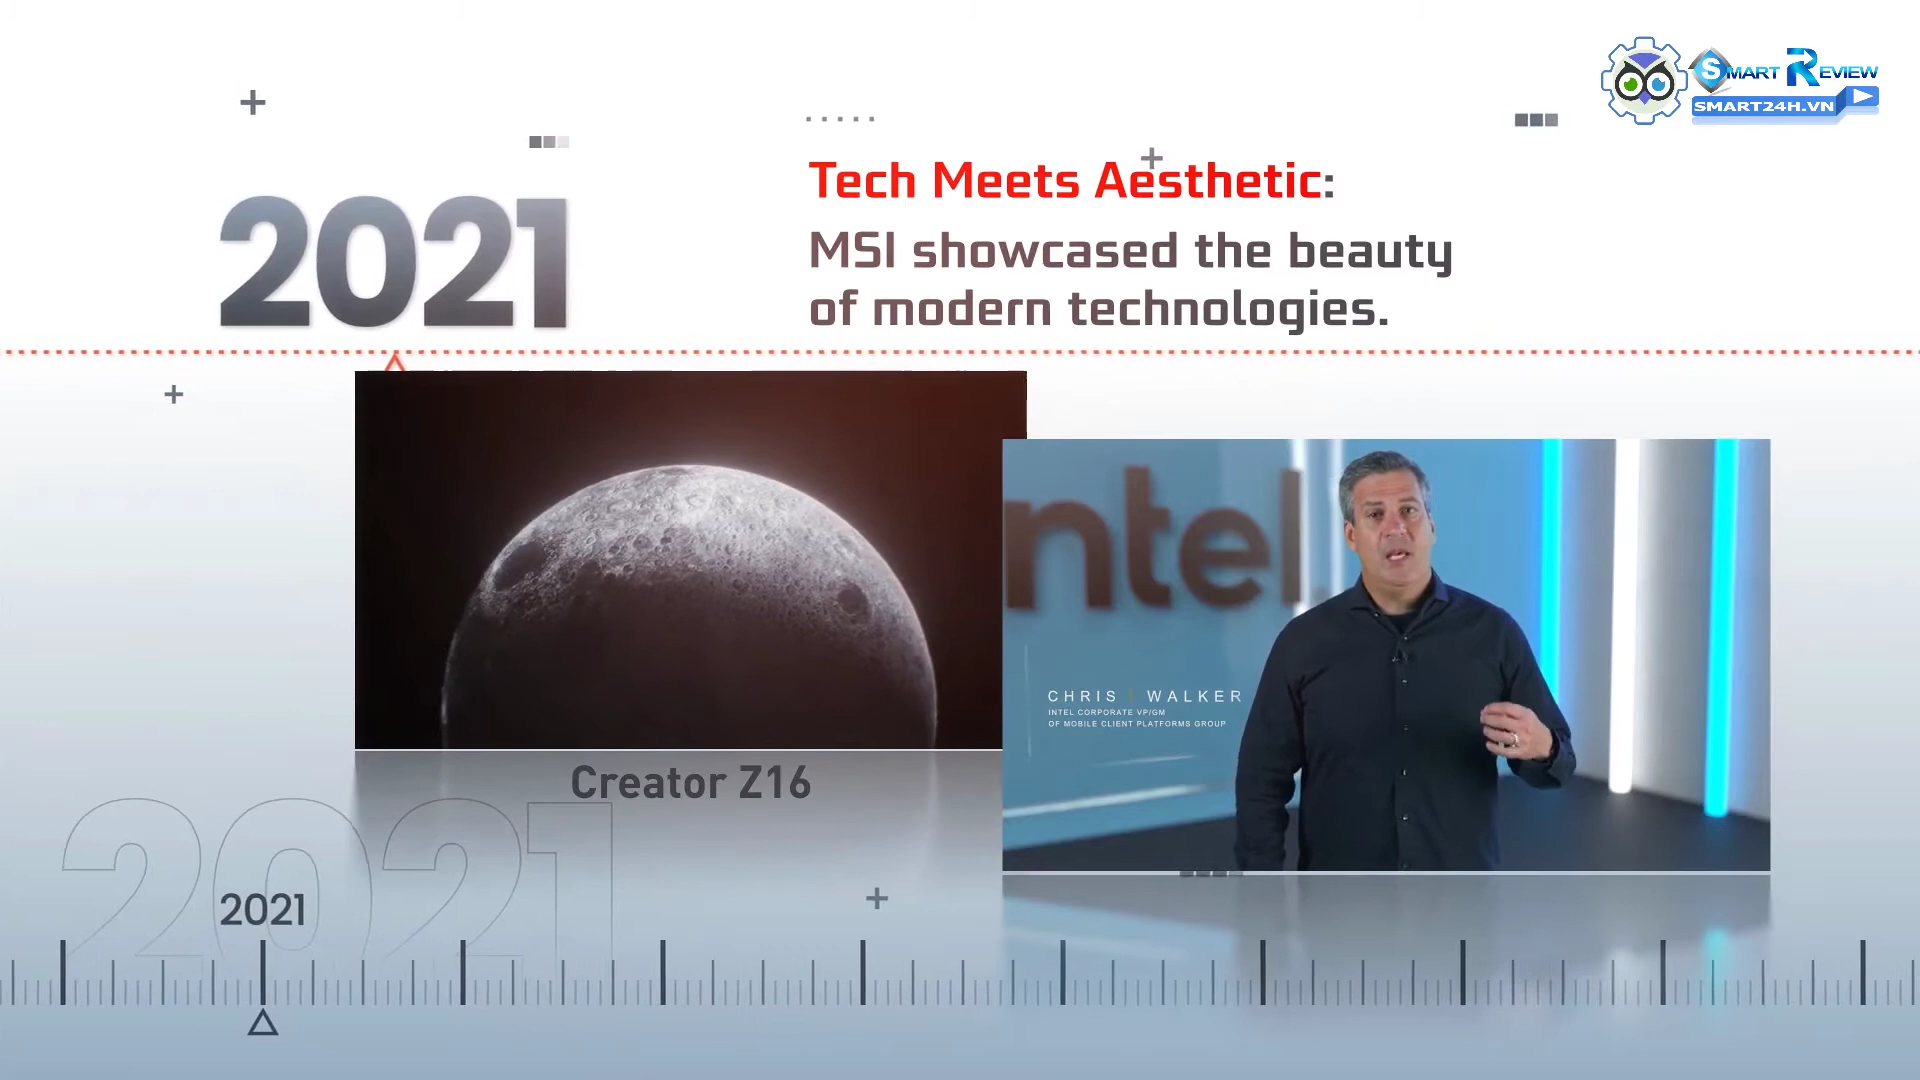 SMART REVIEW
SMART24H.VN
2021
Tech Meets Aesthetic:
MSI showcased the beauty
of modern technologies.
intel.
CHRIS WALKER
INTEL CORPORATE VP/GM
OF MOBILE CLIENT PLATFORMS GROUP
Creator Z16
2021
2021